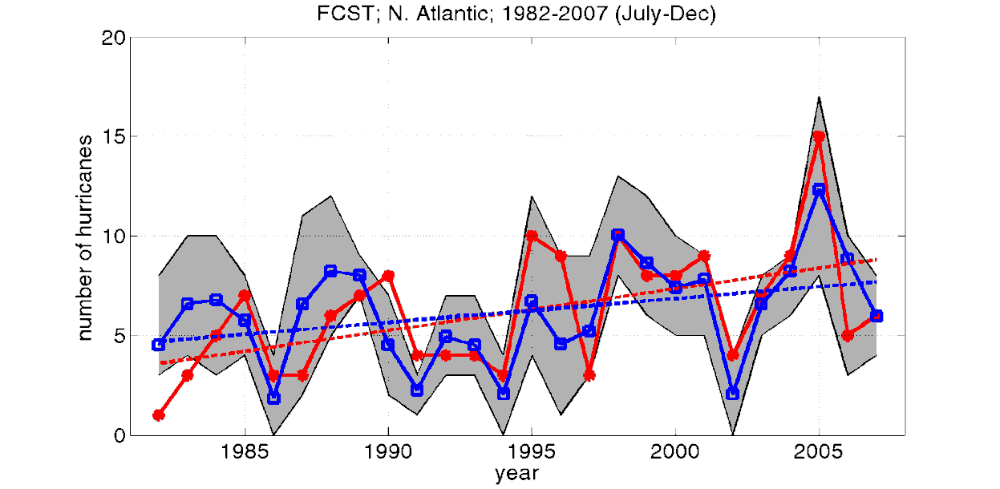 FCST; N. Atlantic; 1982-2007 (July-Dec)
20
15
10
5
0
number of hurricanes
1985 1990 1995 2000 2005
year